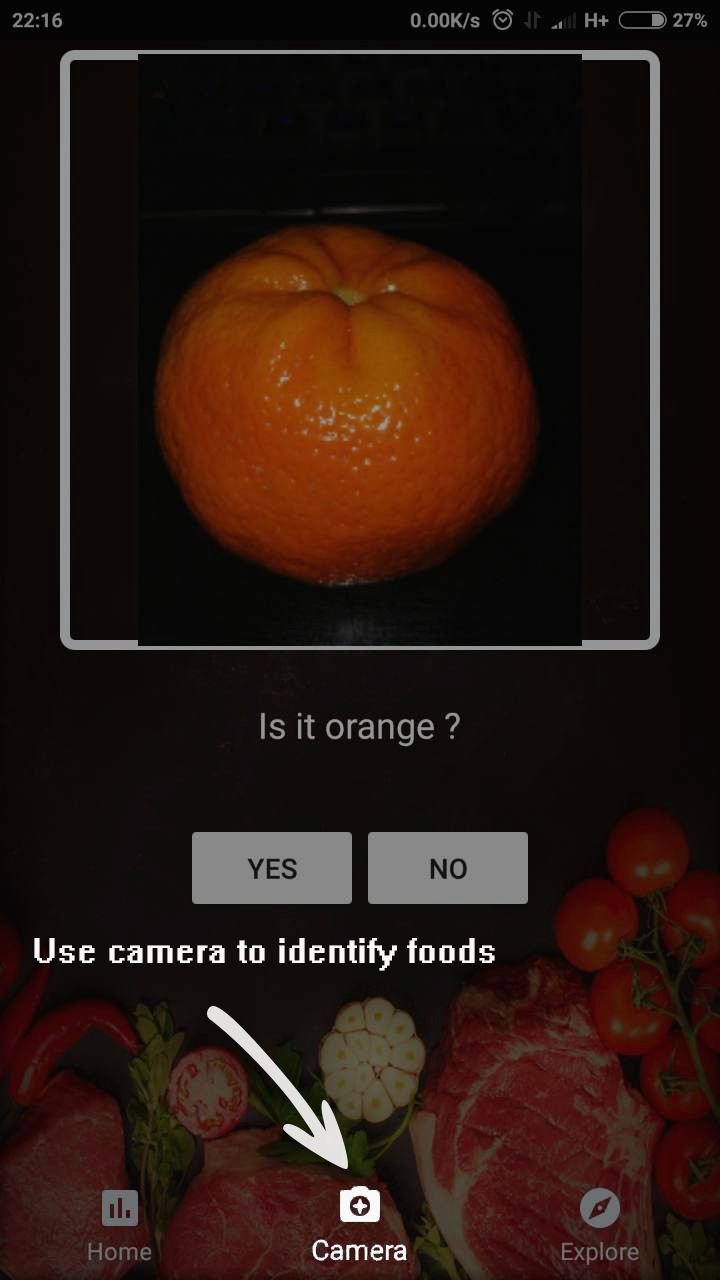 22:16 0.00K/s H+ 27%
Is it orange ?
YES NO
Use camera to identify foods
Home Camera Explore